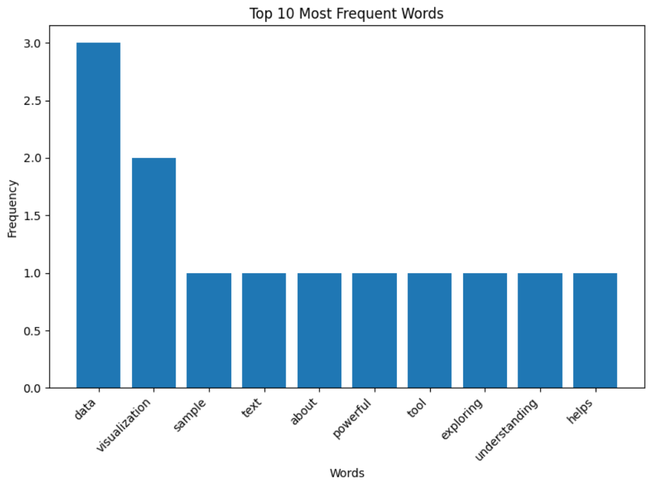 Top 10 Most Frequent Words
Frequency
3.0
2.5
2.0
1.5
1.0
0.5
0.0
data
visualization
sample
text
about
powerful
tool
exploring
understanding
helps
Words